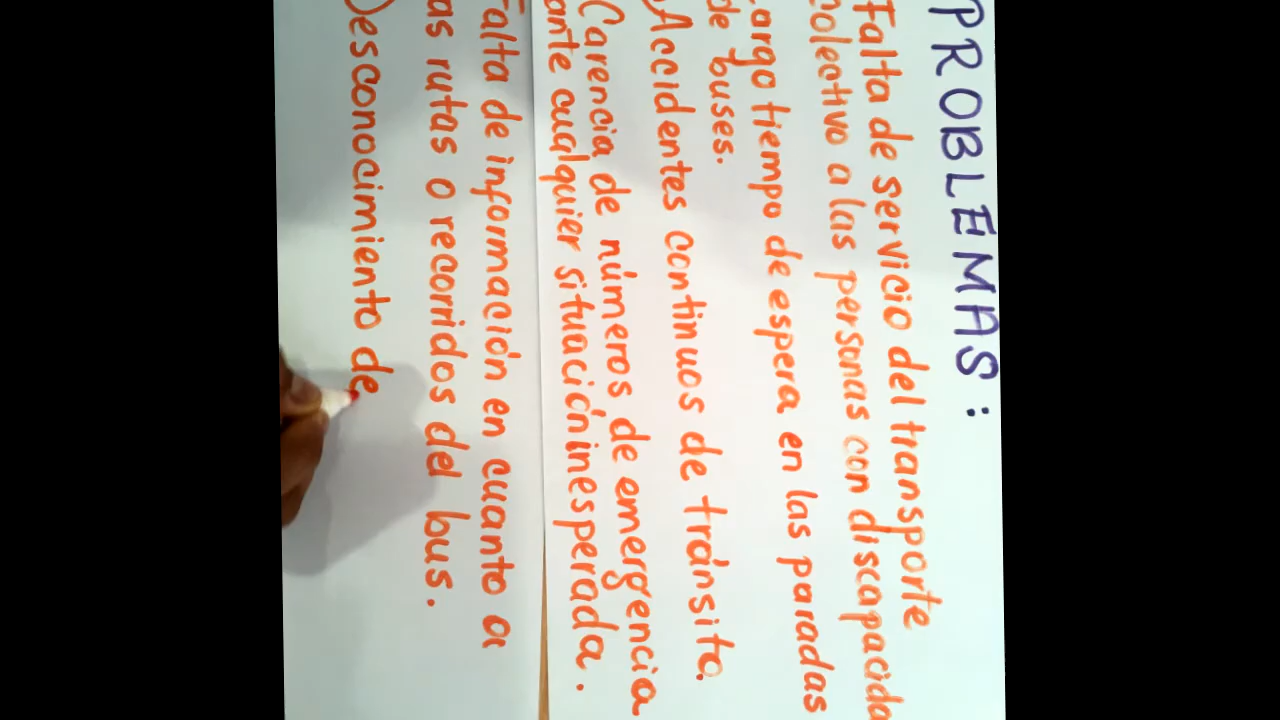 PROBLEMAS:
Falta de servicio del transporte
colectivo a las personas con discapacida
Largo tiempo de espera en las paradas
de buses.
Accidentes continuos de tránsito.
Carencia de números de emergencia
ante cualquier situación inesperada.
Falta de información en cuanto a
as rutas o recorridos del bus.
Desconocimiento de